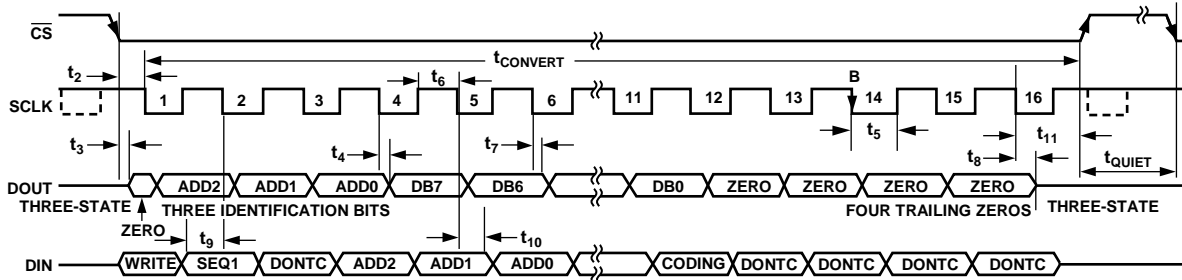 CS
t2
tCONVERT
t6
B
SCLK
1 2 3 4 5 6 11 12 13 14 15 16
t3
t4
t7
t5
t8
t11
tQUIET
DOUT
ADD2 ADD1 ADD0 DB7 DB6 DB0 ZERO ZERO ZERO ZERO
THREE-STATE
THREE IDENTIFICATION BITS
FOUR TRAILING ZEROS
THREE-STATE
ZERO
t9
t10
DIN
WRITE SEQ1 DONTC ADD2 ADD1 ADD0 CODING DONTC DONTC DONTC DONTC